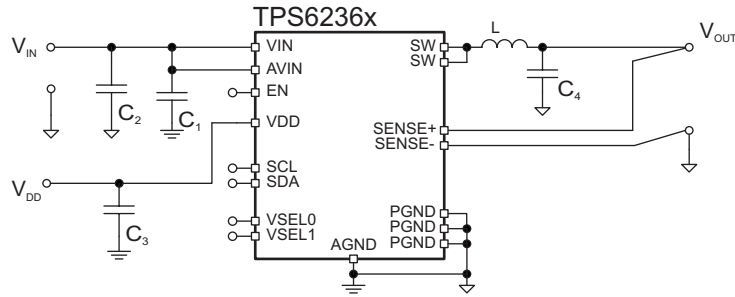 TPS6236x
VIN
VIN
AVIN
EN
VDD
SCL
SDA
VSEL0
VSEL1
AGND
SW
SW
SENSE+
SENSE-
PGND
PGND
PGND
L
VOUT
C4
C2
C1
VDD
C3